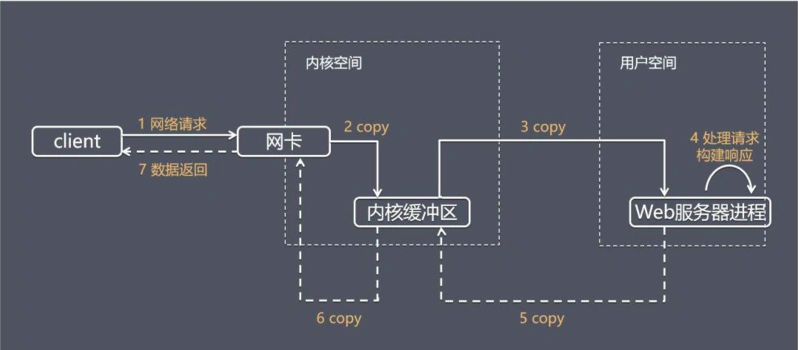 内核空间
用户空间
1 网络请求
client
网卡
2 copy
3 copy
4 处理请求
构建响应
7 数据返回
内核缓冲区
Web服务器进程
6 copy
5 copy